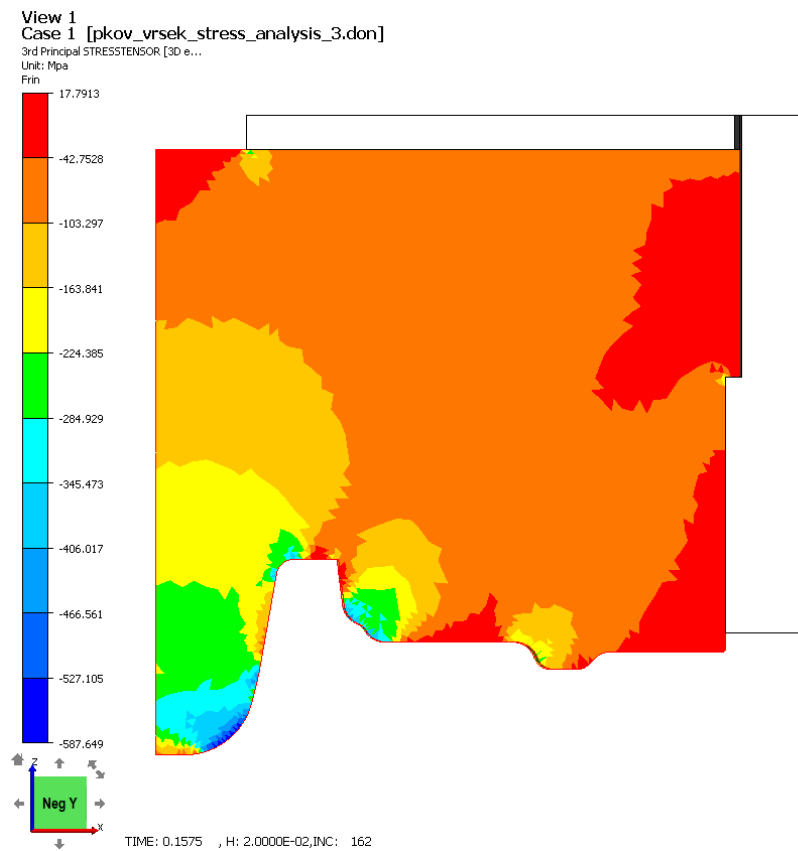 View 1
Case 1 [pkov_vrsek_stress_analysis_3.don]
3rd Principal STRESSTENSOR [3D e...
Unit: Mpa
Frin
17.7913
-42.7528
-103.297
-163.841
-224.385
-284.929
-345.473
-406.017
-466.561
-527.105
-587.649
z
Neg Y
x
TIME: 0.1575 , H: 2.0000E-02,INC: 162